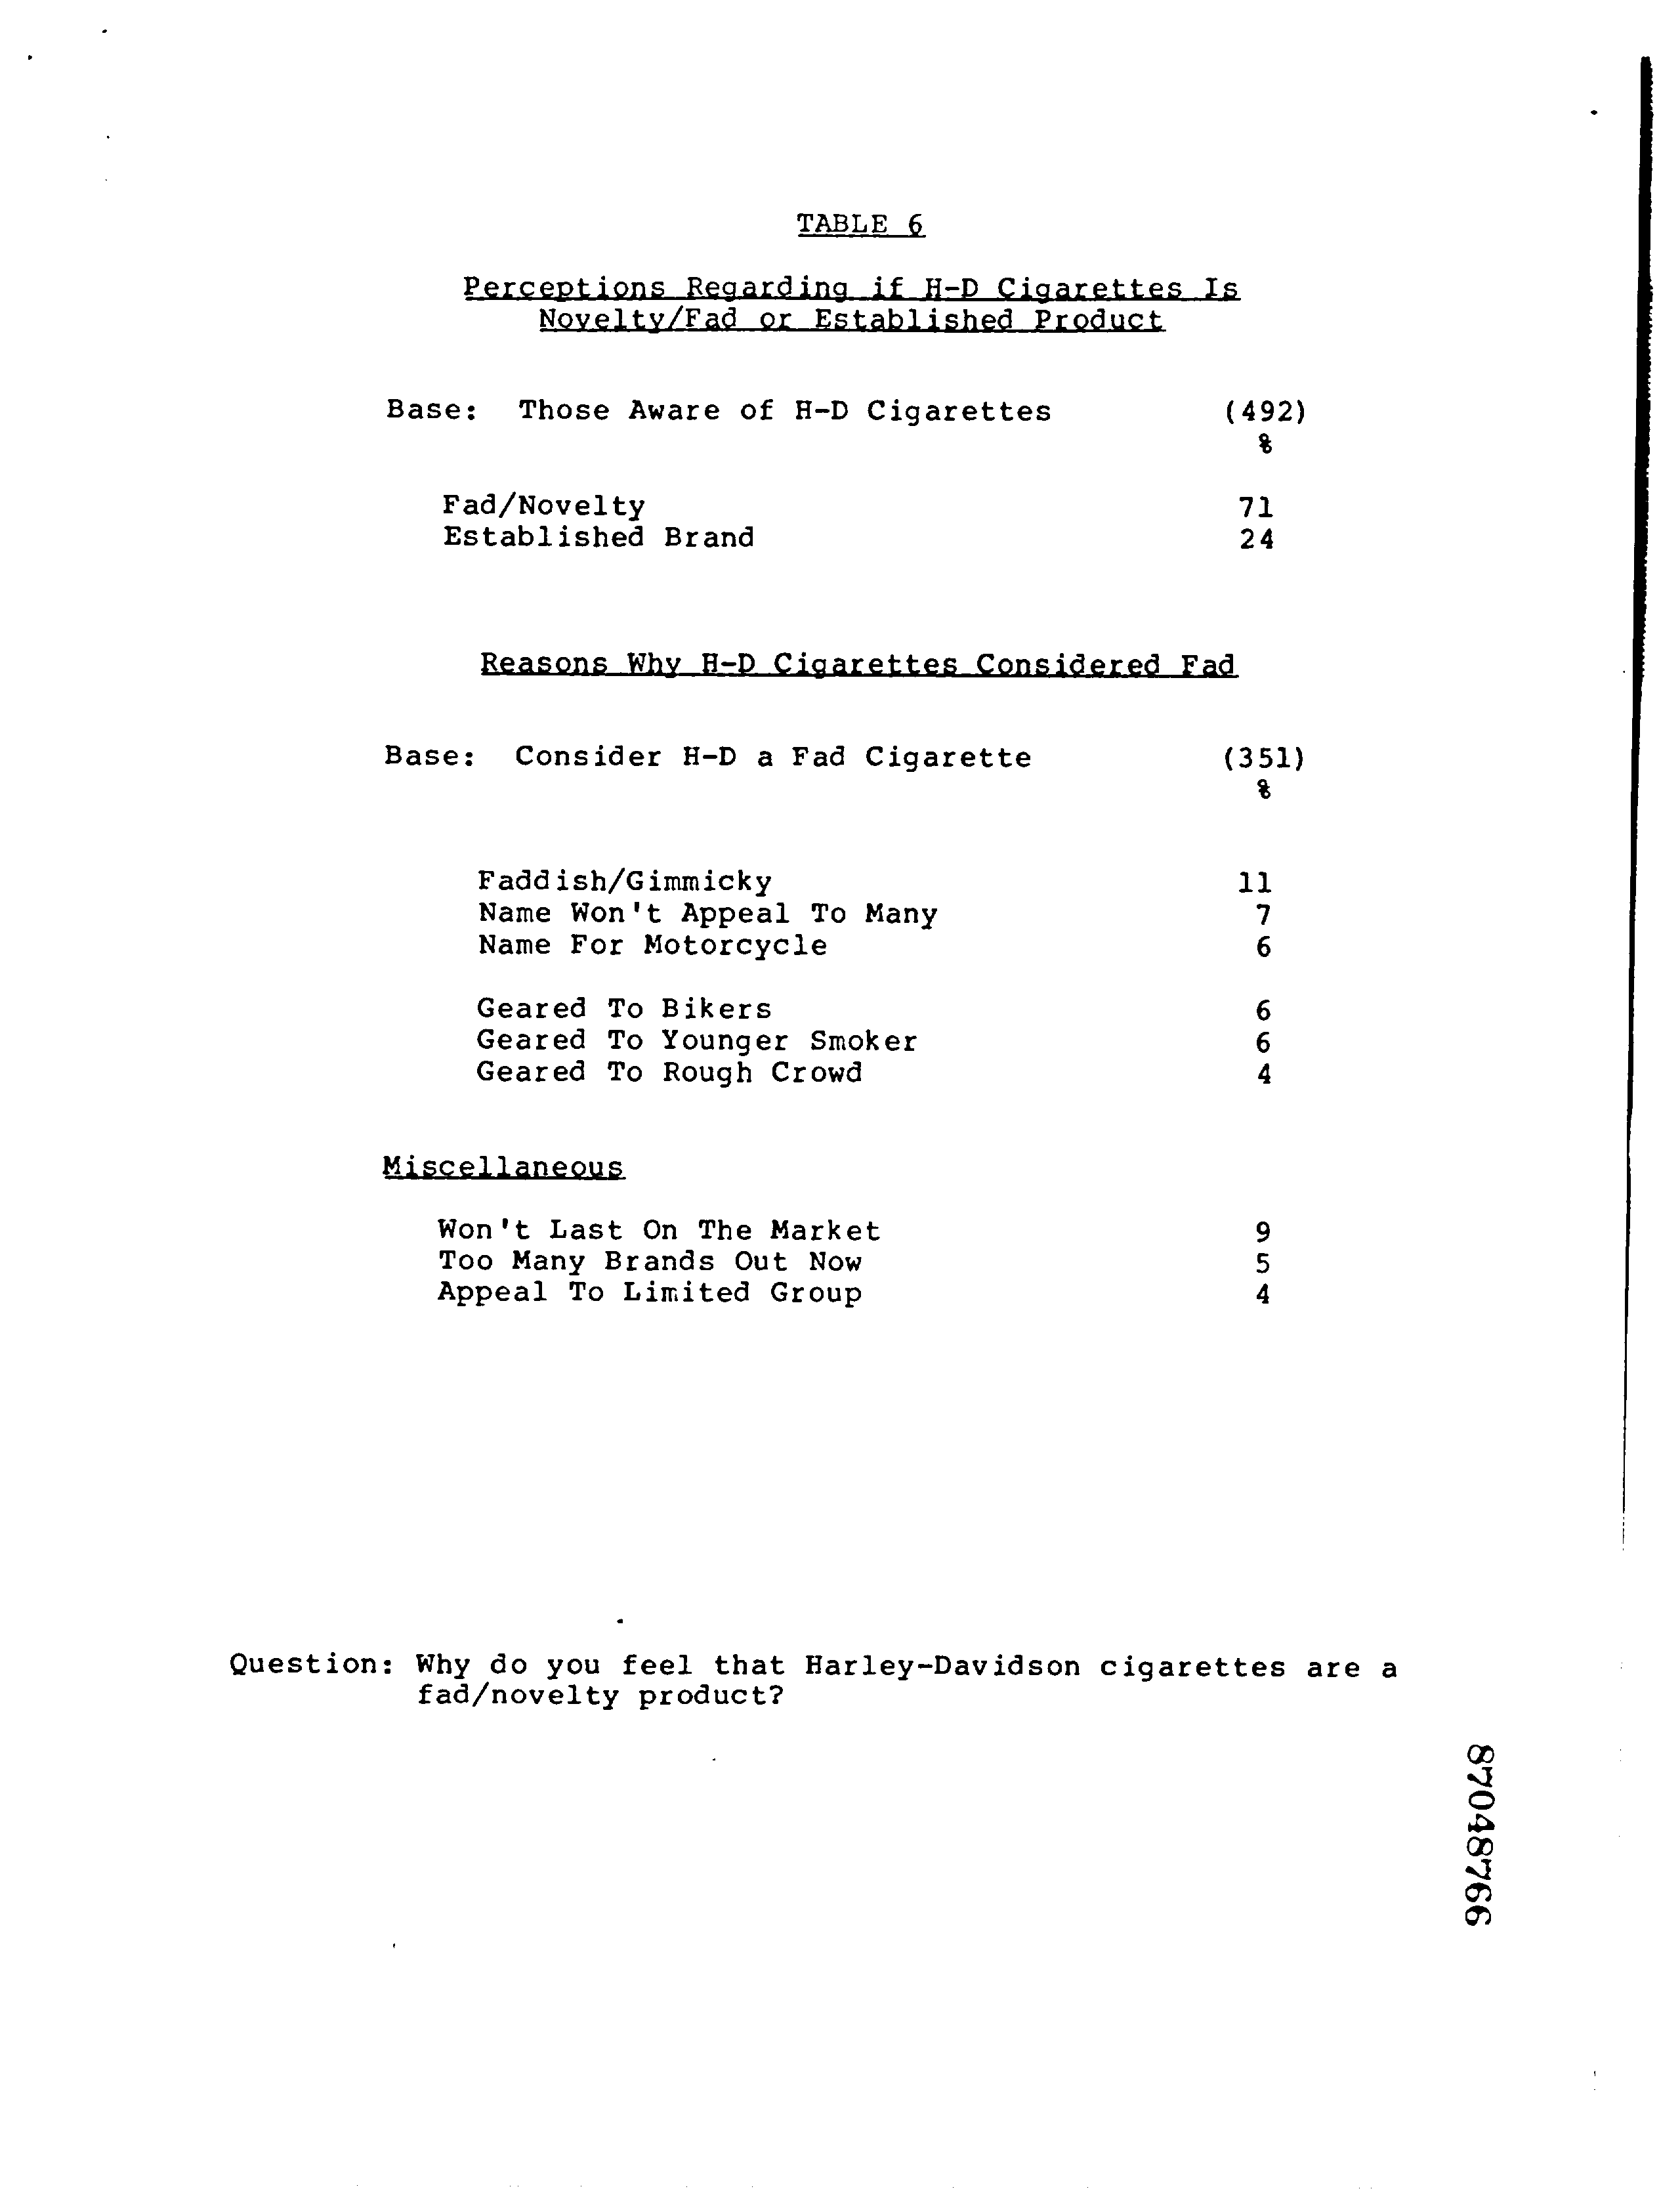 TABLE 6
Perceptions Regarding if H-D Cigarettes Is
Novelty/Fad or Established Product
Base: Those Aware of H-D Cigarettes (492)
%
Fad/Novelty 71
Established Brand 24
Reasons Why H-D Cigarettes Considered Fad
Base: Consider H-D a Fad Cigarette (351)
%
Faddish/Gimmicky 11
Name Won't Appeal To Many 7
Name For Motorcycle 6
Geared To Bikers 6
Geared To Younger Smoker 6
Geared To Rough Crowd 4
Miscellaneous
Won't Last On The Market 9
Too Many Brands Out Now 5
Appeal To Limited Group 4
Question: Why do you feel that Harley-Davidson cigarettes are a
fad/novelty product?
87048766